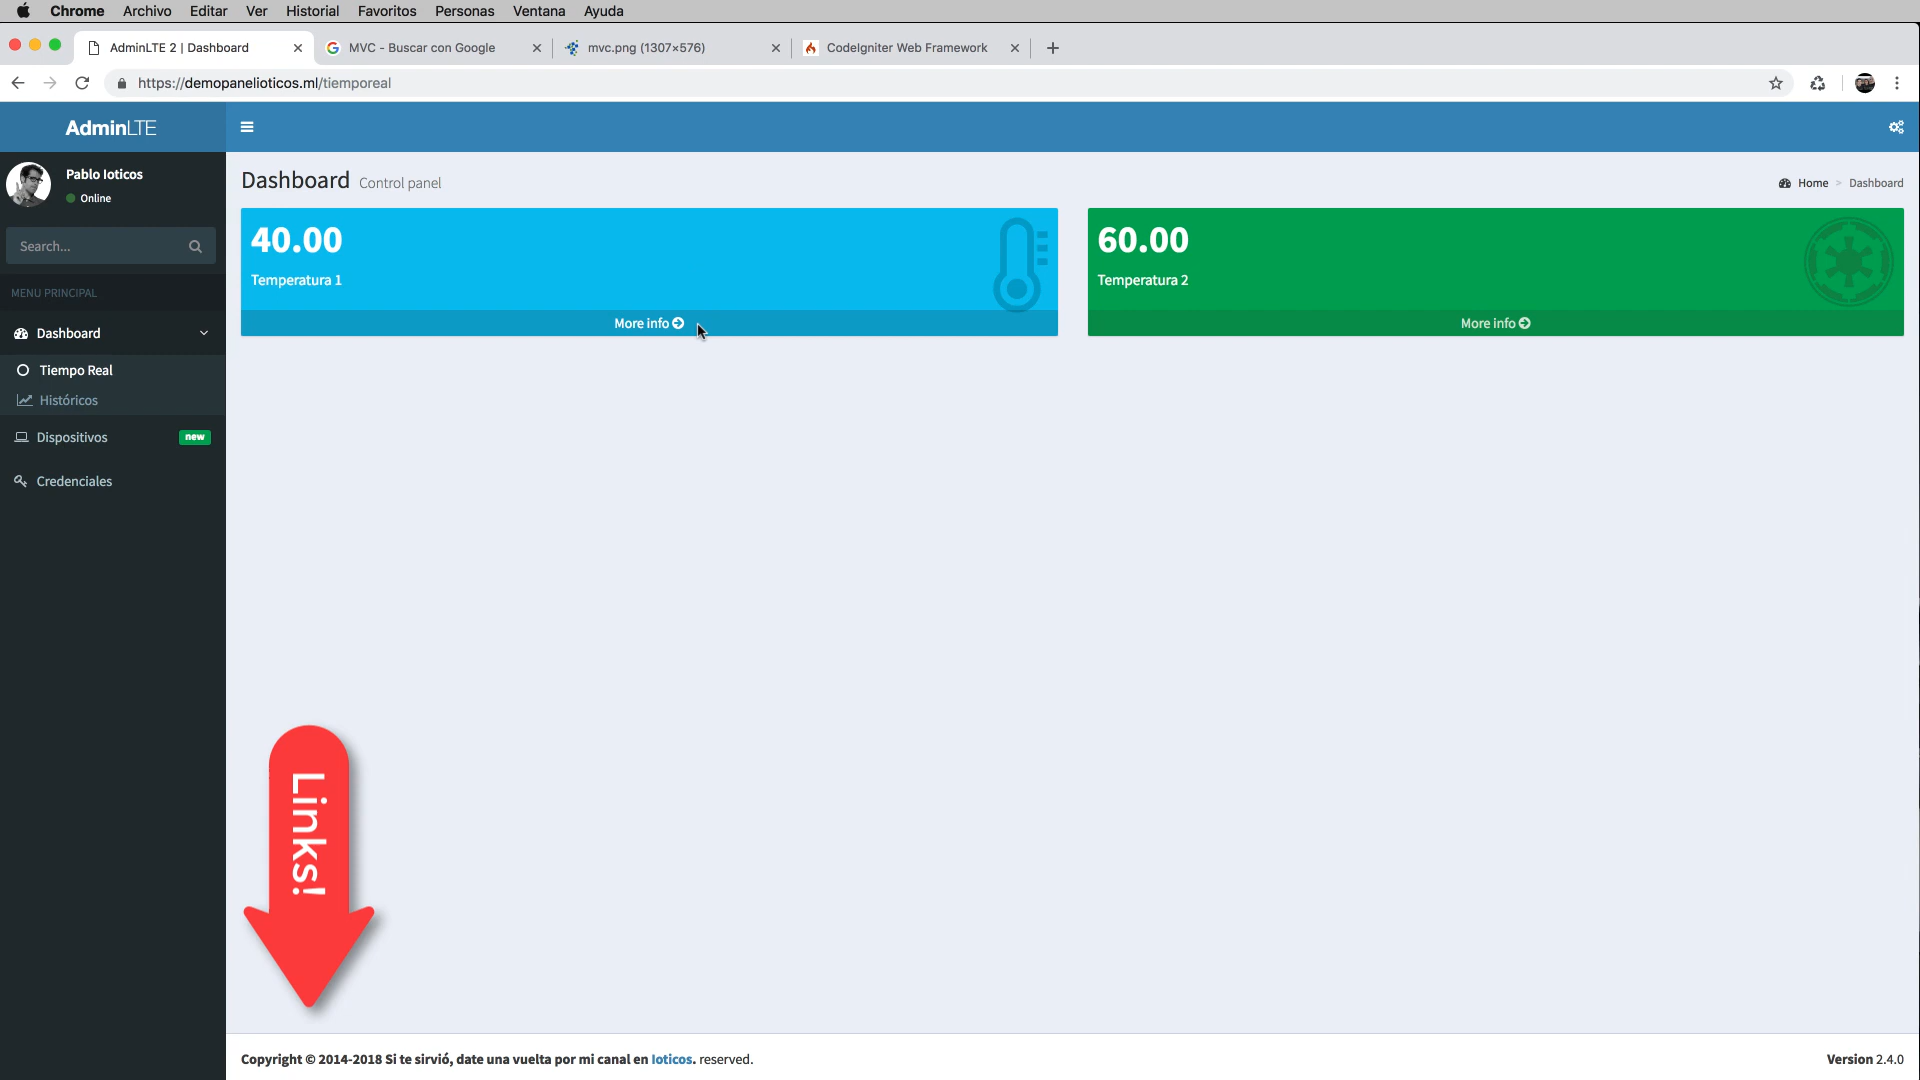 Chrome Archivo Editar Ver Historial Favoritos Personas Ventana Ayuda
AdminLTE 2 | Dashboard MVC - Buscar con Google mvc.png (1307×576) CodeIgniter Web Framework
https://demopanelioticos.ml/tiemporeal
AdminLTE
Pablo Ioticos
Online
Search...
MENU PRINCIPAL
Dashboard
Tiempo Real
Históricos
Dispositivos new
Credenciales
Dashboard Control panel
Home > Dashboard
40.00
Temperatura 1
More info
60.00
Temperatura 2
More info
Links!
Copyright © 2014-2018 Si te sirvió, date una vuelta por mi canal en Ioticos. reserved.
Version 2.4.0